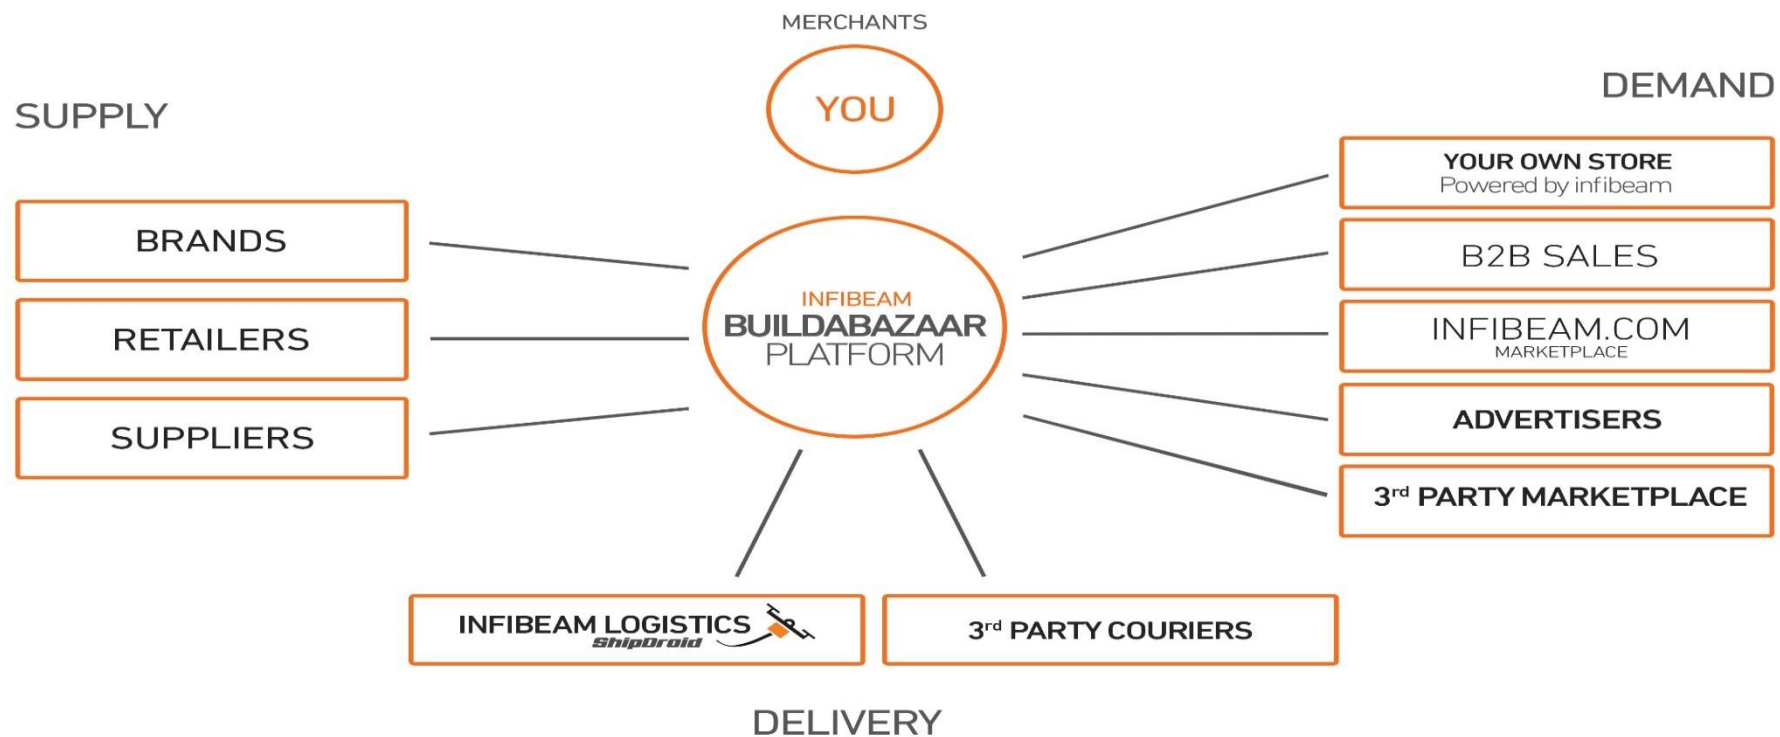 MERCHANTS
YOU
SUPPLY
BRANDS
RETAILERS
SUPPLIERS
INFIBEAM
BUILDABAZAAR
PLATFORM
DEMAND
YOUR OWN STORE
Powered by infibeam
B2B SALES
INFIBEAM.COM
MARKETPLACE
ADVERTISERS
3rd PARTY MARKETPLACE
INFIBEAM LOGISTICS
ShipDroid
3rd PARTY COURIERS
DELIVERY